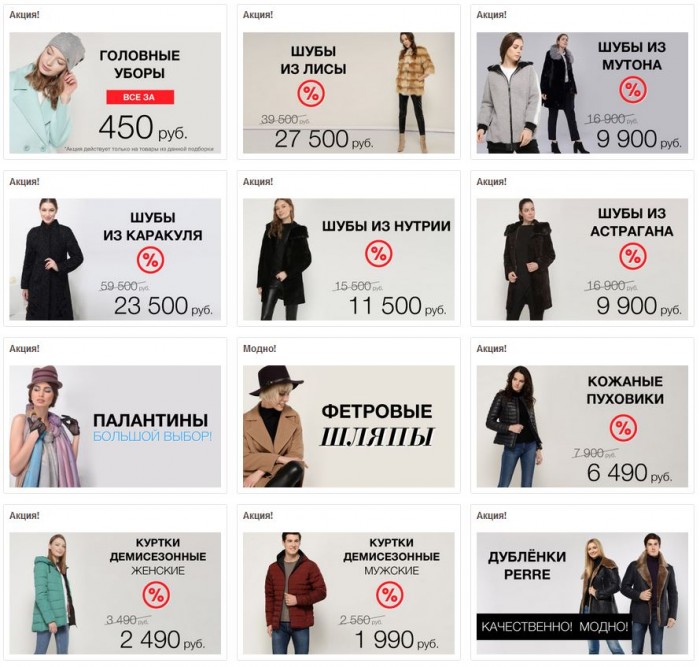 Акция!
ГОЛОВНЫЕ
УБОРЫ
ВСЕ ЗА
450 руб.
*Акция действует только на товары из данной подборки
Акция!
ШУБЫ
ИЗ ЛИСЫ
%
39 500 руб.
27 500 руб.
Акция!
ШУБЫ ИЗ
МУТОНА
%
16 900 руб.
9 900 руб.
Акция!
ШУБЫ
ИЗ КАРАКУЛЯ
%
59 500 руб.
23 500 руб.
Акция!
ШУБЫ ИЗ НУТРИИ
%
15 500 руб.
11 500 руб.
Акция!
ШУБЫ ИЗ
АСТРАГАНА
%
16 900 руб.
9 900 руб.
Акция!
ПАЛАНТИНЫ
БОЛЬШОЙ ВЫБОР!
Модно!
ФЕТРОВЫЕ
ШЛЯПЫ
Акция!
КОЖАНЫЕ
ПУХОВИКИ
%
7 900 руб.
6 490 руб.
Акция!
КУРТКИ
ДЕМИСЕЗОННЫЕ
ЖЕНСКИЕ
%
3 490 руб.
2 490 руб.
Акция!
КУРТКИ
ДЕМИСЕЗОННЫЕ
МУЖСКИЕ
%
2 550 руб.
1 990 руб.
Акция!
ДУБЛЁНКИ
PERRE
КАЧЕСТВЕННО! МОДНО!